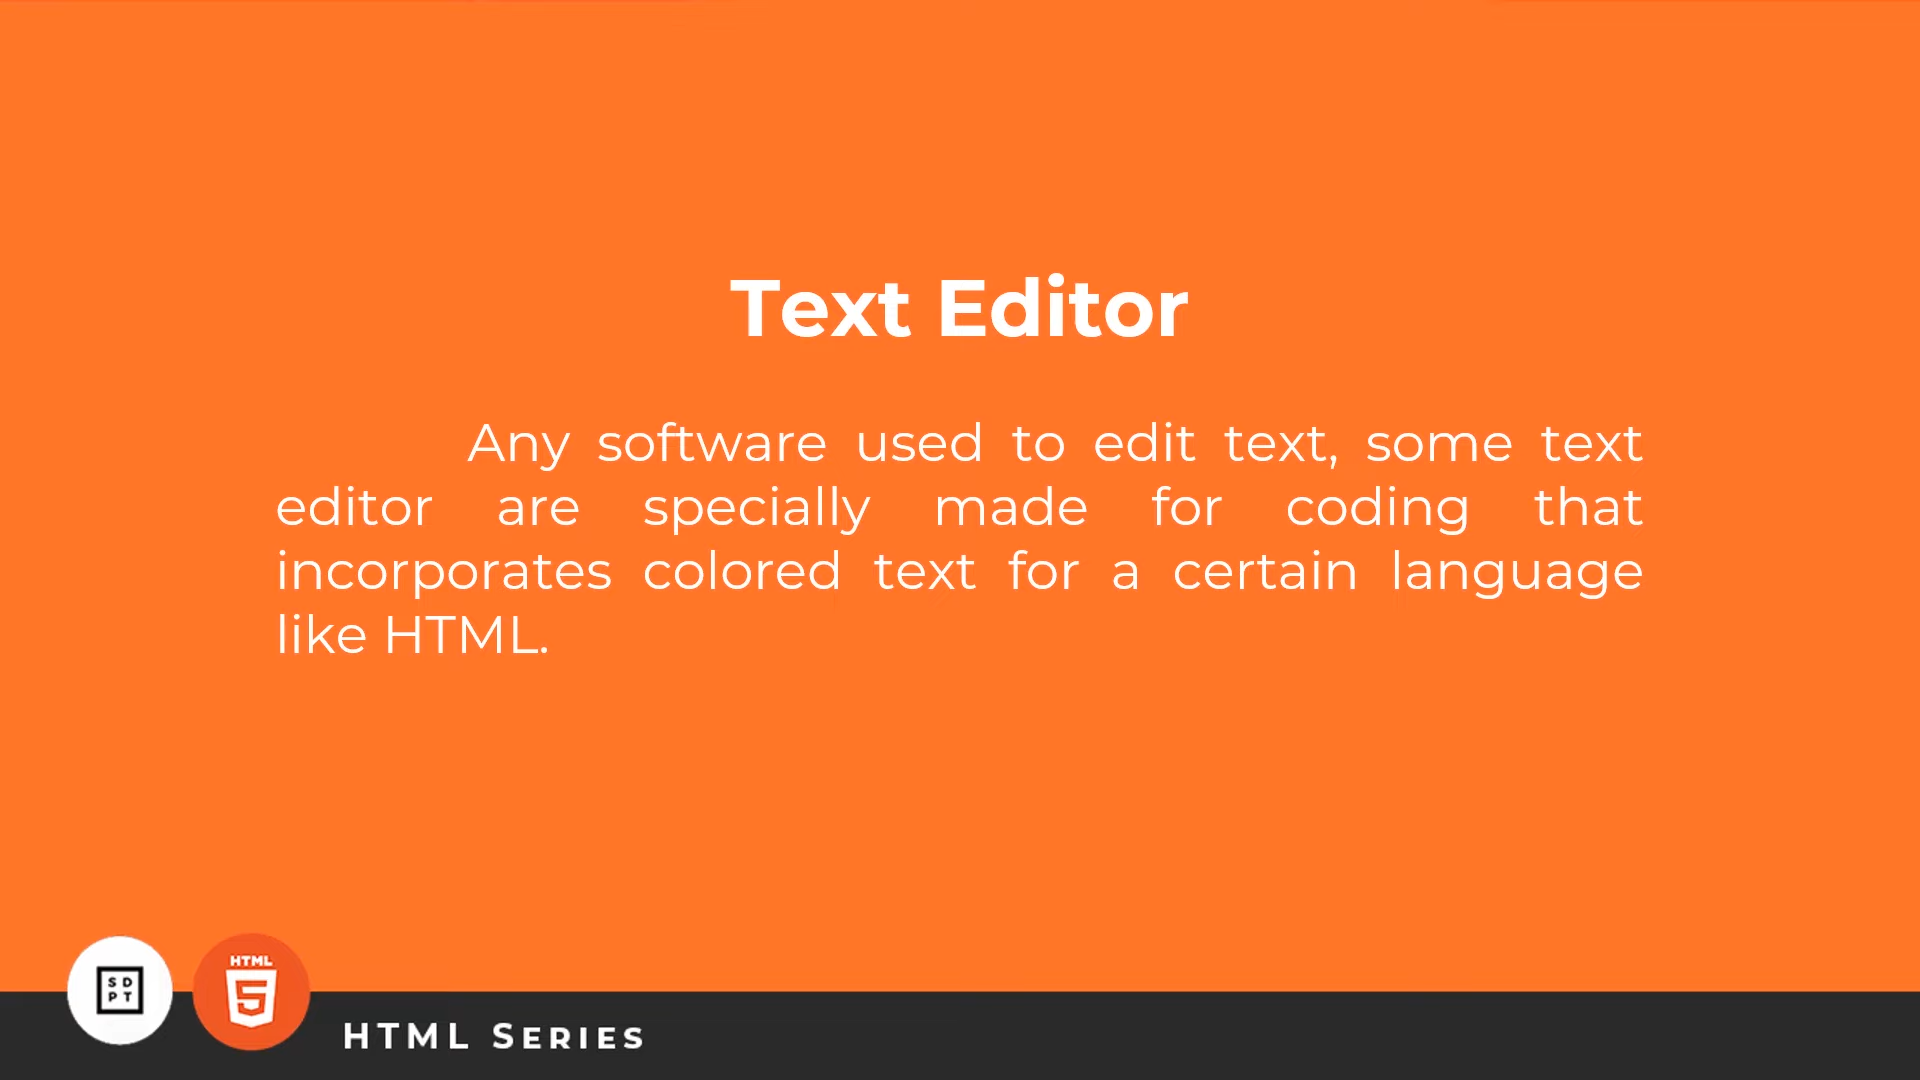 Text Editor
Any software used to edit text, some text
editor are specially made for coding that
incorporates colored text for a certain language
like HTML.
S D
P T
HTML
5
HTML SERIES